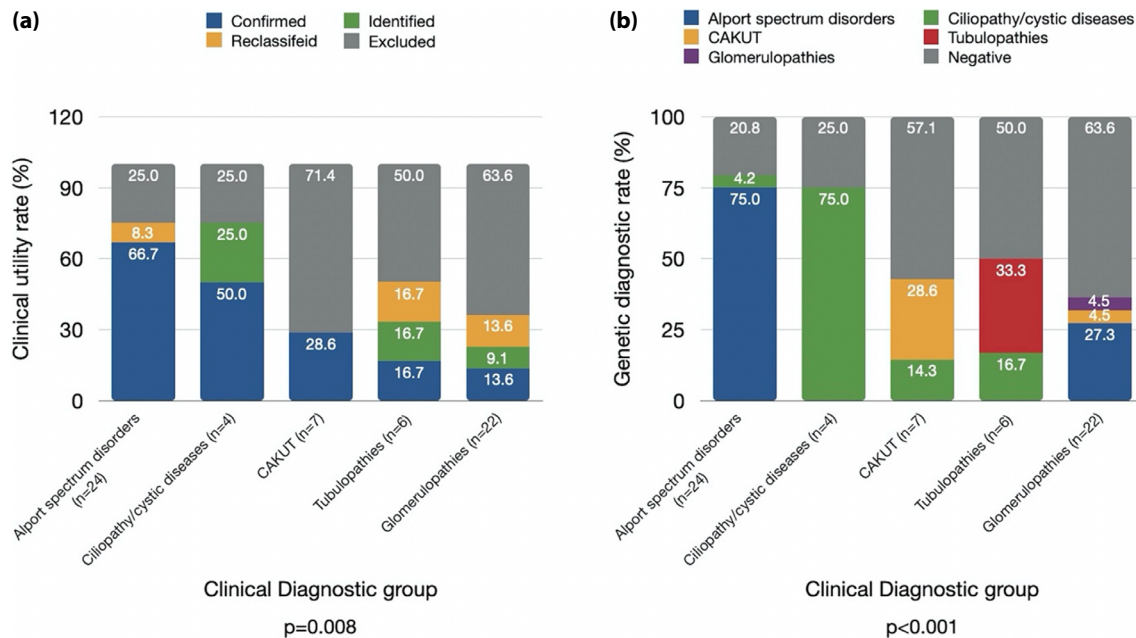 (a)
Confirmed Identified
Reclassifeid Excluded
Clinical utility rate (%)
120
90
60
30
0
25.0
8.3
66.7
25.0
25.0
50.0
71.4
28.6
50.0
16.7
16.7
16.7
63.6
13.6
9.1
13.6
Alport spectrum disorders
(n=24)
Ciliopathy/cystic diseases (n=4)
CAKUT (n=7)
Tubulopathies (n=6)
Glomerulopathies (n=22)
Clinical Diagnostic group
p=0.008
(b)
Alport spectrum disorders Ciliopathy/cystic diseases
CAKUT Tubulopathies
Glomerulopathies Negative
Genetic diagnostic rate (%)
100
75
50
25
0
20.8
4.2
75.0
25.0
75.0
57.1
28.6
14.3
50.0
33.3
16.7
63.6
4.5
4.5
27.3
Alport spectrum disorders
(n=24)
Ciliopathy/cystic diseases (n=4)
CAKUT (n=7)
Tubulopathies (n=6)
Glomerulopathies (n=22)
Clinical Diagnostic group
p<0.001